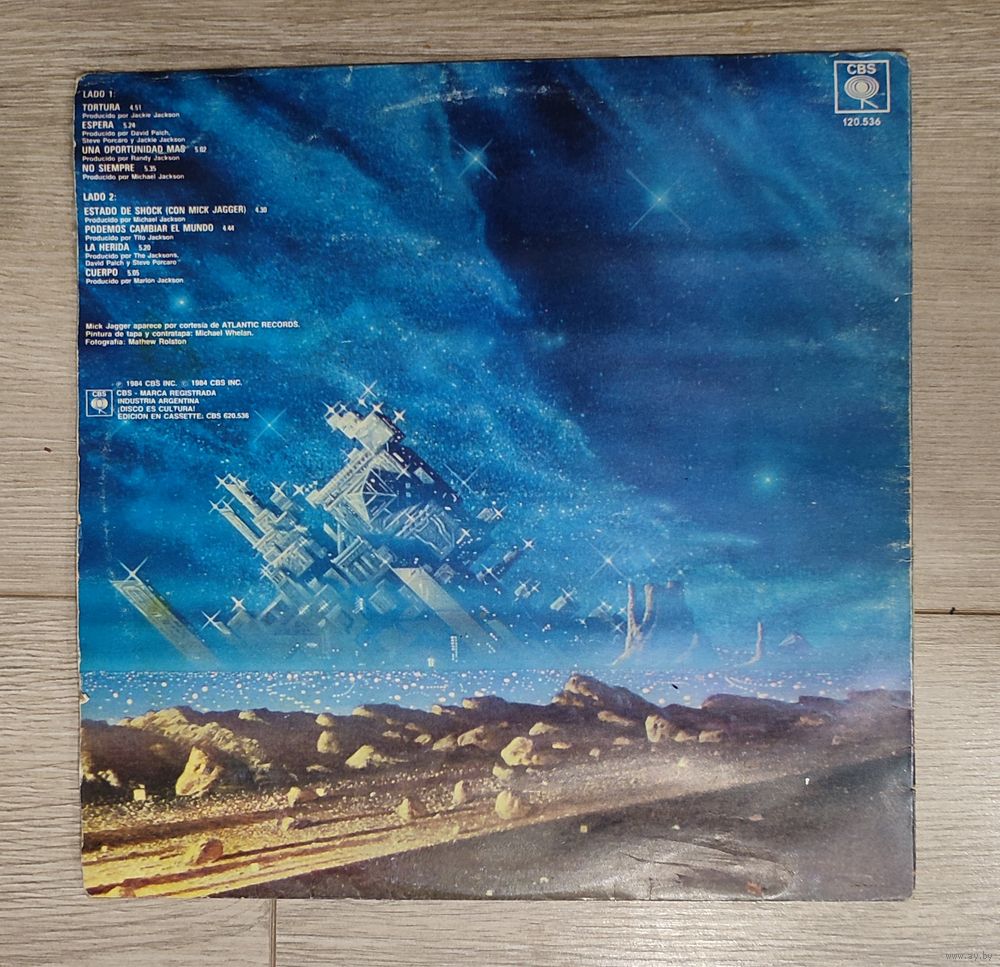 LADO 1:
TORTURA 4.51
Producido por Jackie Jackson
ESPERA 5.24
Producido por David Paich,
Steve Porcaro y Jackie Jackson
UNA OPORTUNIDAD MAS 5.02
Producido por Randy Jackson
NO SIEMPRE 5.35
Producido por Michael Jackson
LADO 2:
ESTADO DE SHOCK (CON MICK JAGGER) 4.30
Producido por Michael Jackson
PODEMOS CAMBIAR EL MUNDO 4.44
Producido por Tito Jackson
LA HERIDA 5.20
Producido por The Jacksons,
David Paich y Steve Porcaro
CUERPO 5.05
Producido por Marlon Jackson
Mick Jagger aparece por cortesía de ATLANTIC RECORDS.
Pintura de tapa y contratapa: Michael Whelan.
Fotografía: Mathew Rolston
℗ 1984 CBS INC. © 1984 CBS INC.
CBS
CBS - MARCA REGISTRADA
INDUSTRIA ARGENTINA
¡DISCO ES CULTURA!
EDICION EN CASSETTE: CBS 620.536
CBS
120.536
www.ay.by